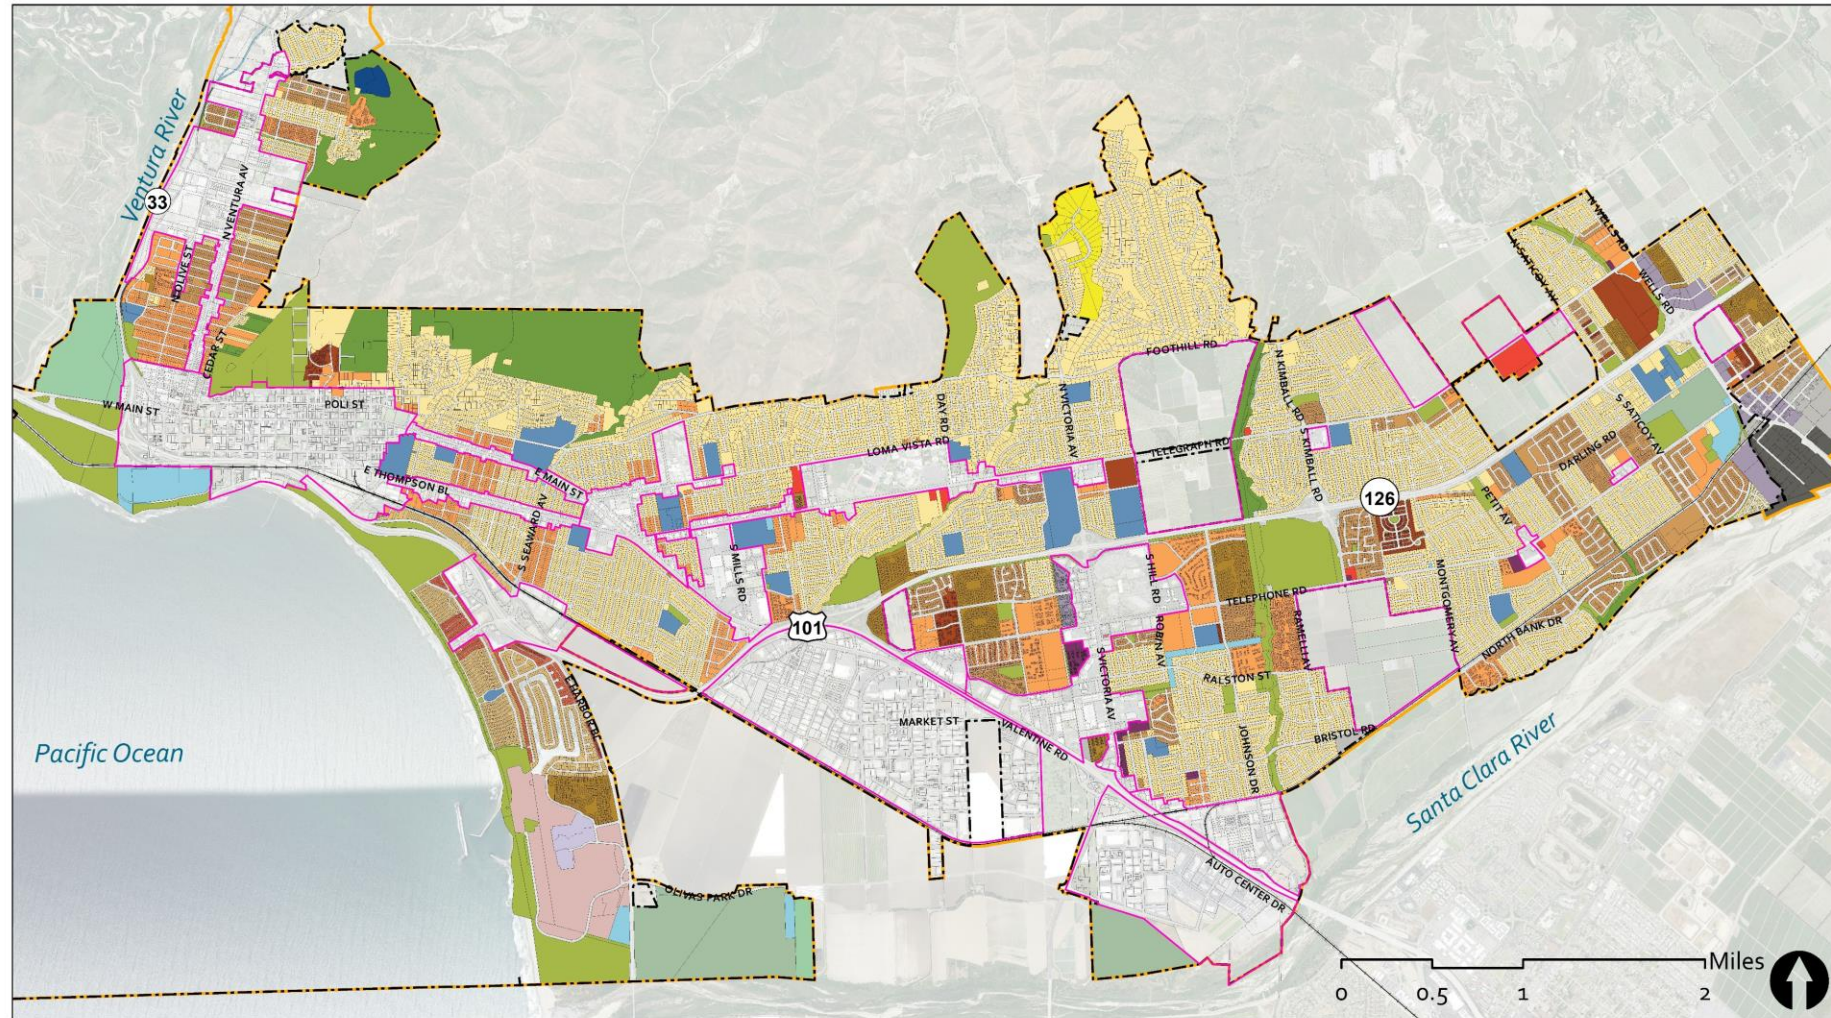 Ventura River
33
N VENTURA AV
N OLIVE ST
CEDAR ST
W MAIN ST
POLI ST
E THOMPSON BL
E MAIN ST
S SEAWARD AV
S MILLS RD
LOMA VISTA RD
DAY RD
N VICTORIA AV
FOOTHILL RD
TELEGRAPH RD
N KIMBALL RD
S KIMBALL RD
N SATICOY AV
N WELLS RD
WELLS RD
S SATICOY AV
DARLING RD
126
PETIT AV
MONTGOMERY AV
NORTH BANK DR
101
S HILL RD
TELEPHONE RD
RAMELLI AV
ROBIN AV
S VICTORIA AV
RALSTON ST
JOHNSON DR
BRISTOL RD
E HARBOR BL
MARKET ST
VALENTINE RD
Pacific Ocean
Santa Clara River
AUTO CENTER DR
OLIVAS PARK DR
Miles
0 0.5 1 2